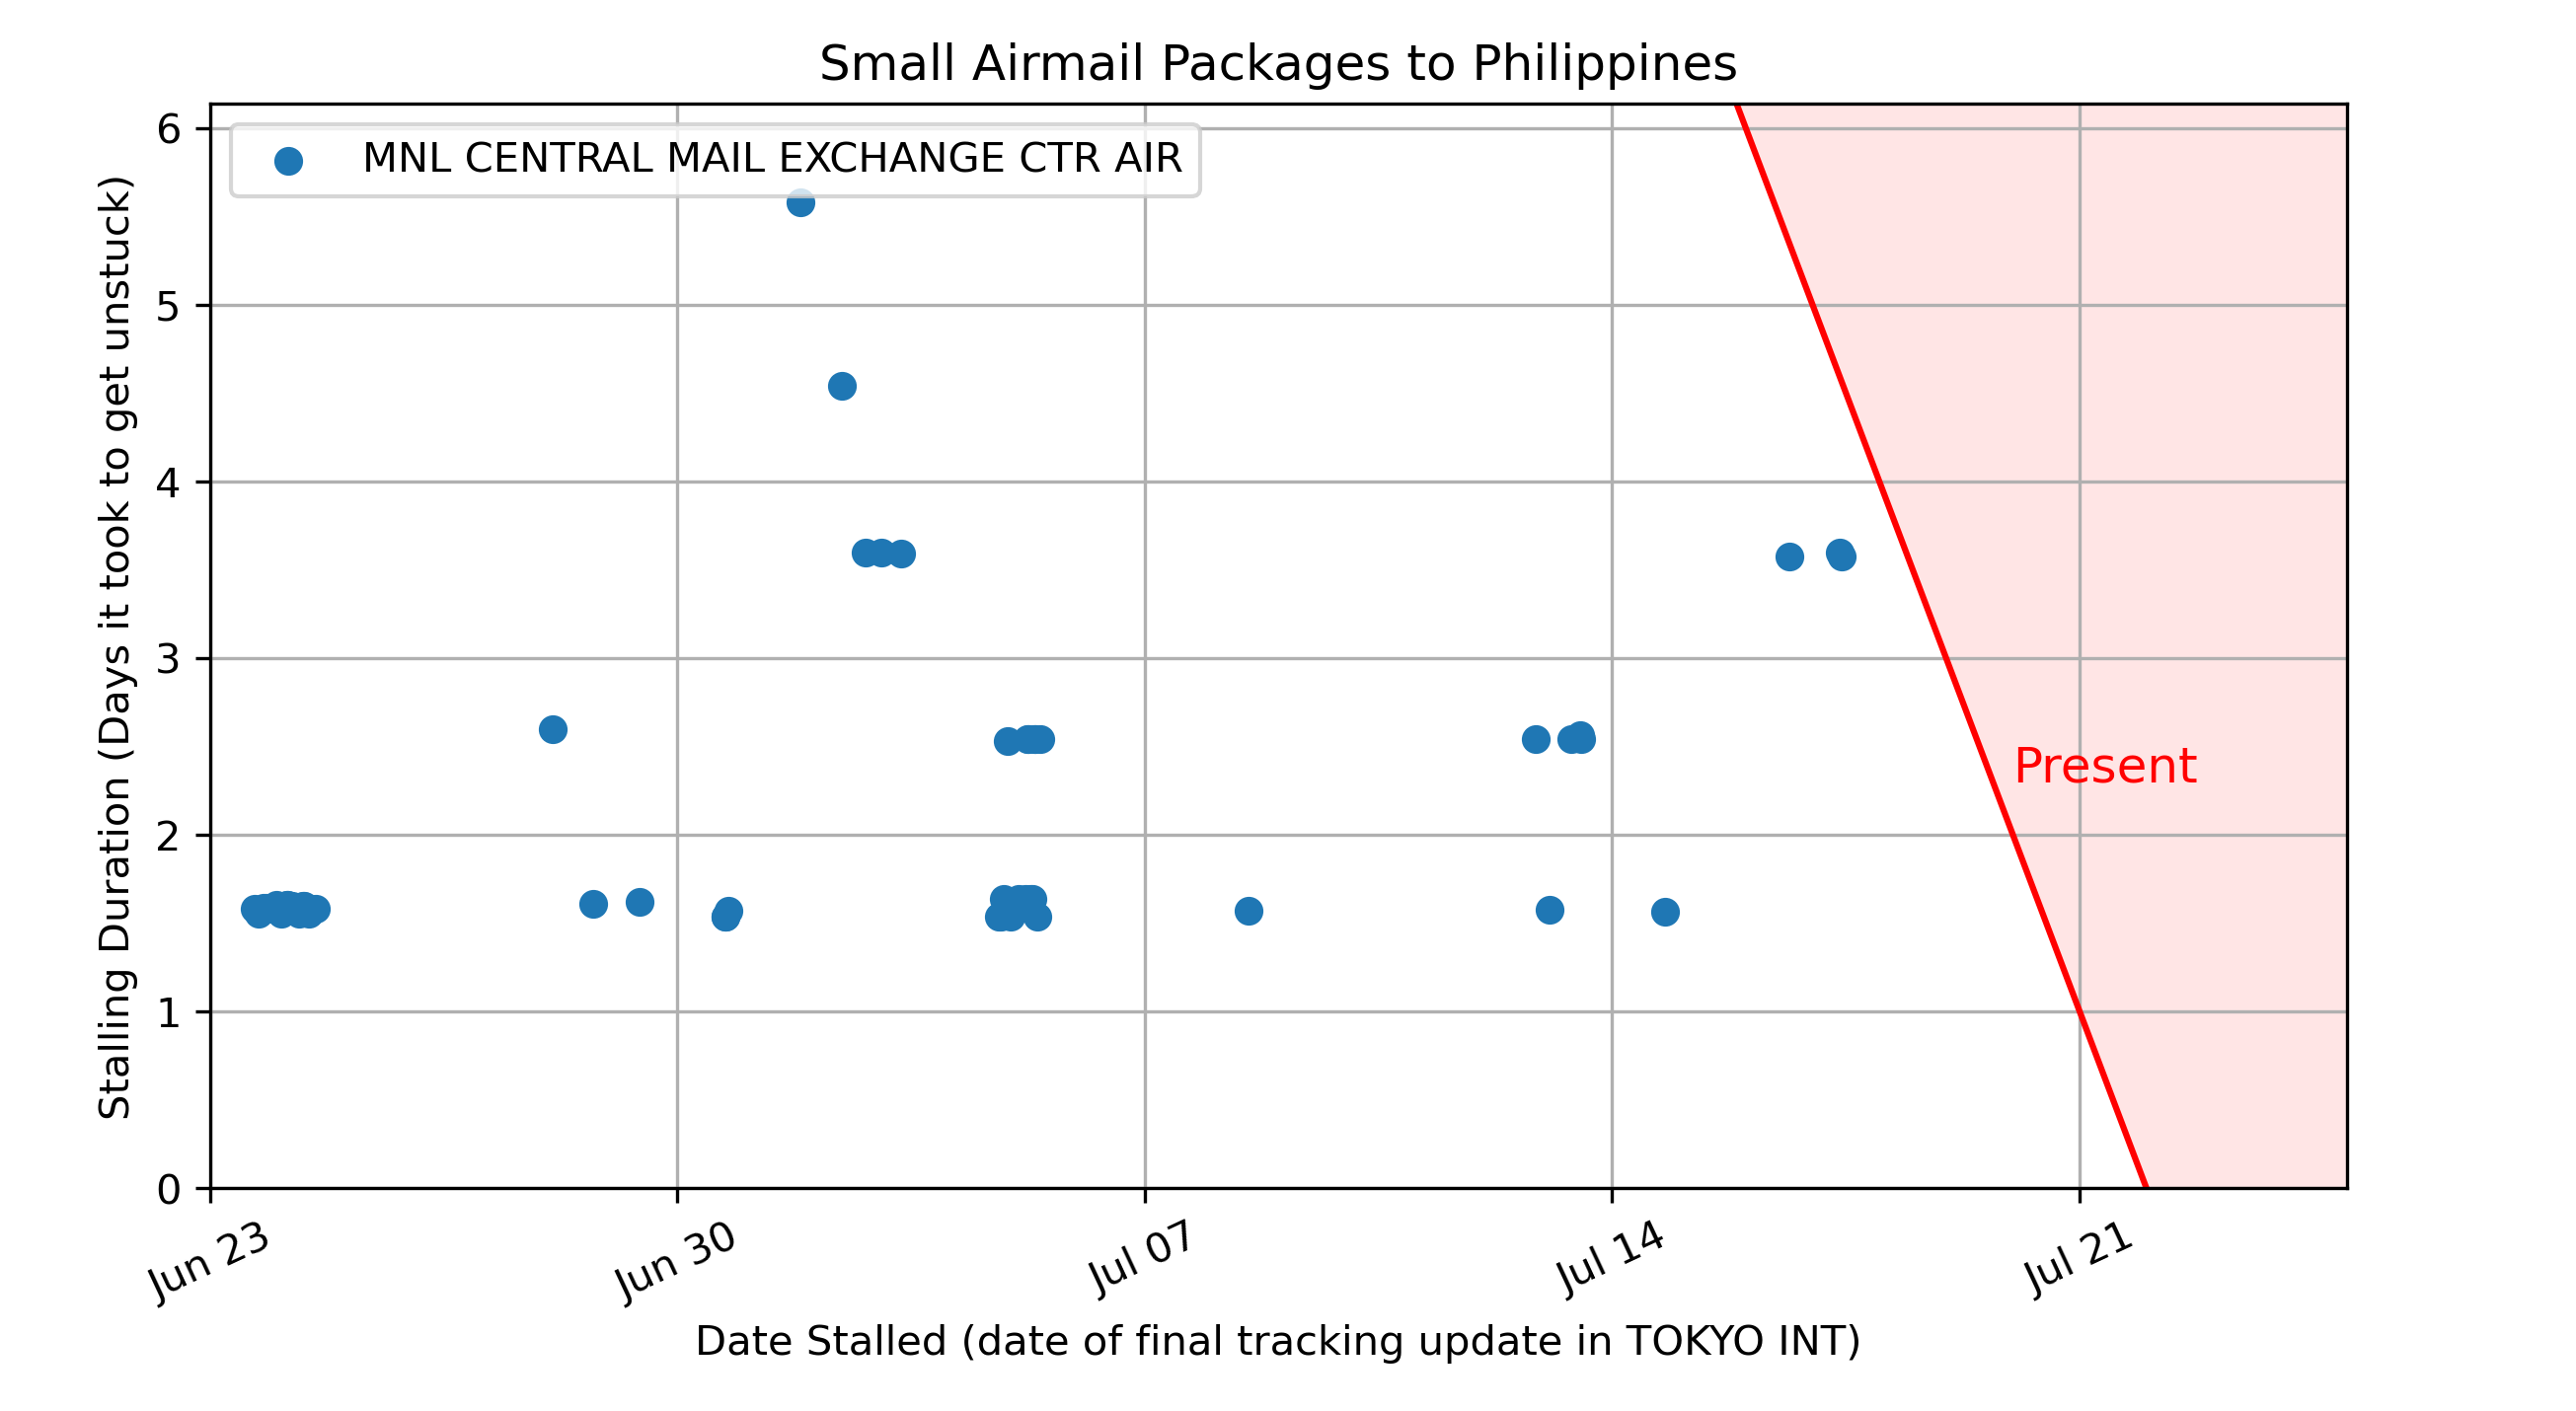 Small Airmail Packages to Philippines
MNL CENTRAL MAIL EXCHANGE CTR AIR
Stalling Duration (Days it took to get unstuck)
6
5
4
3
2
1
0
Present
Jun 23
Jun 30
Jul 07
Jul 14
Jul 21
Date Stalled (date of final tracking update in TOKYO INT)